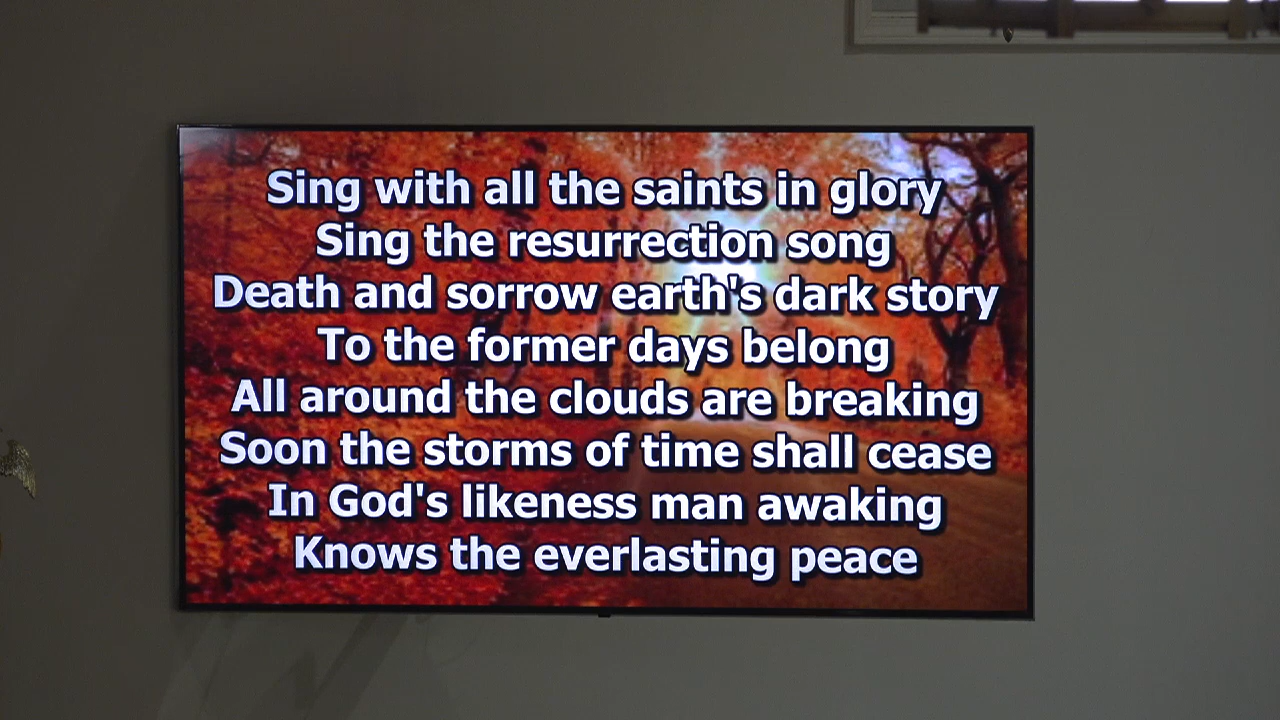 Sing with all the saints in glory
Sing the resurrection song
Death and sorrow earth's dark story
To the former days belong
All around the clouds are breaking
Soon the storms of time shall cease
In God's likeness man awaking
Knows the everlasting peace